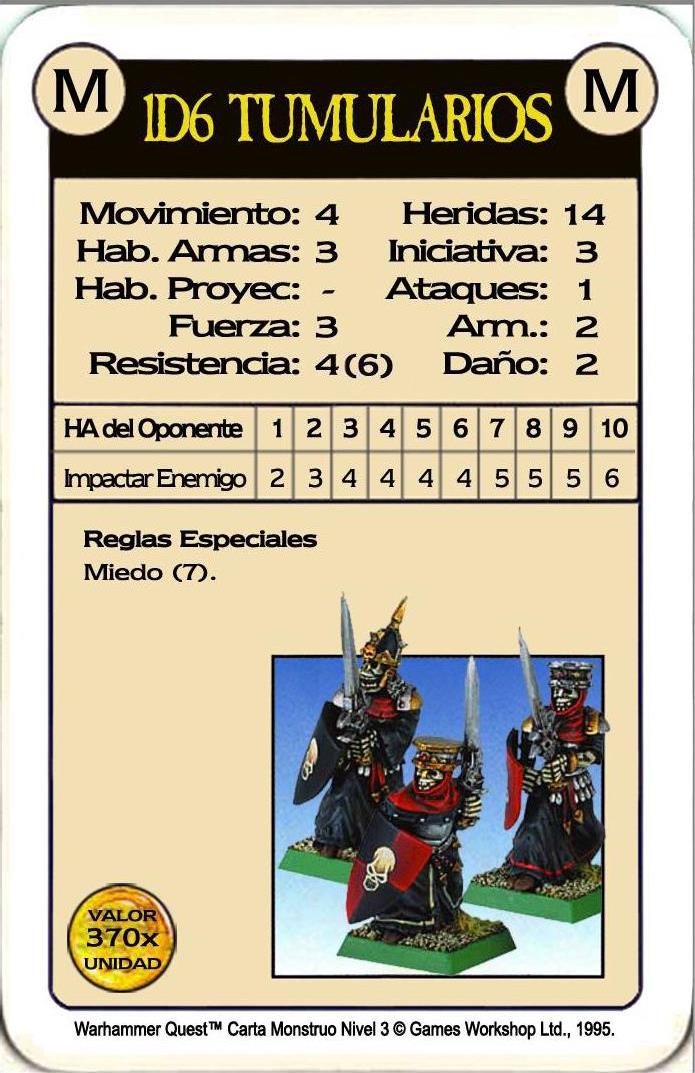 M 1D6 TUMULARIOS M
Movimiento: 4 Heridas: 14
Hab. Armas: 3 Iniciativa: 3
Hab. Proyec: - Ataques: 1
Fuerza: 3 Arm.: 2
Resistencia: 4(6) Daño: 2
HA del Oponente 1 2 3 4 5 6 7 8 9 10
Impactar Enemigo 2 3 4 4 4 4 5 5 5 6
Reglas Especiales
Miedo (7).
VALOR
370x
UNIDAD
Warhammer Quest™ Carta Monstruo Nivel 3 © Games Workshop Ltd., 1995.